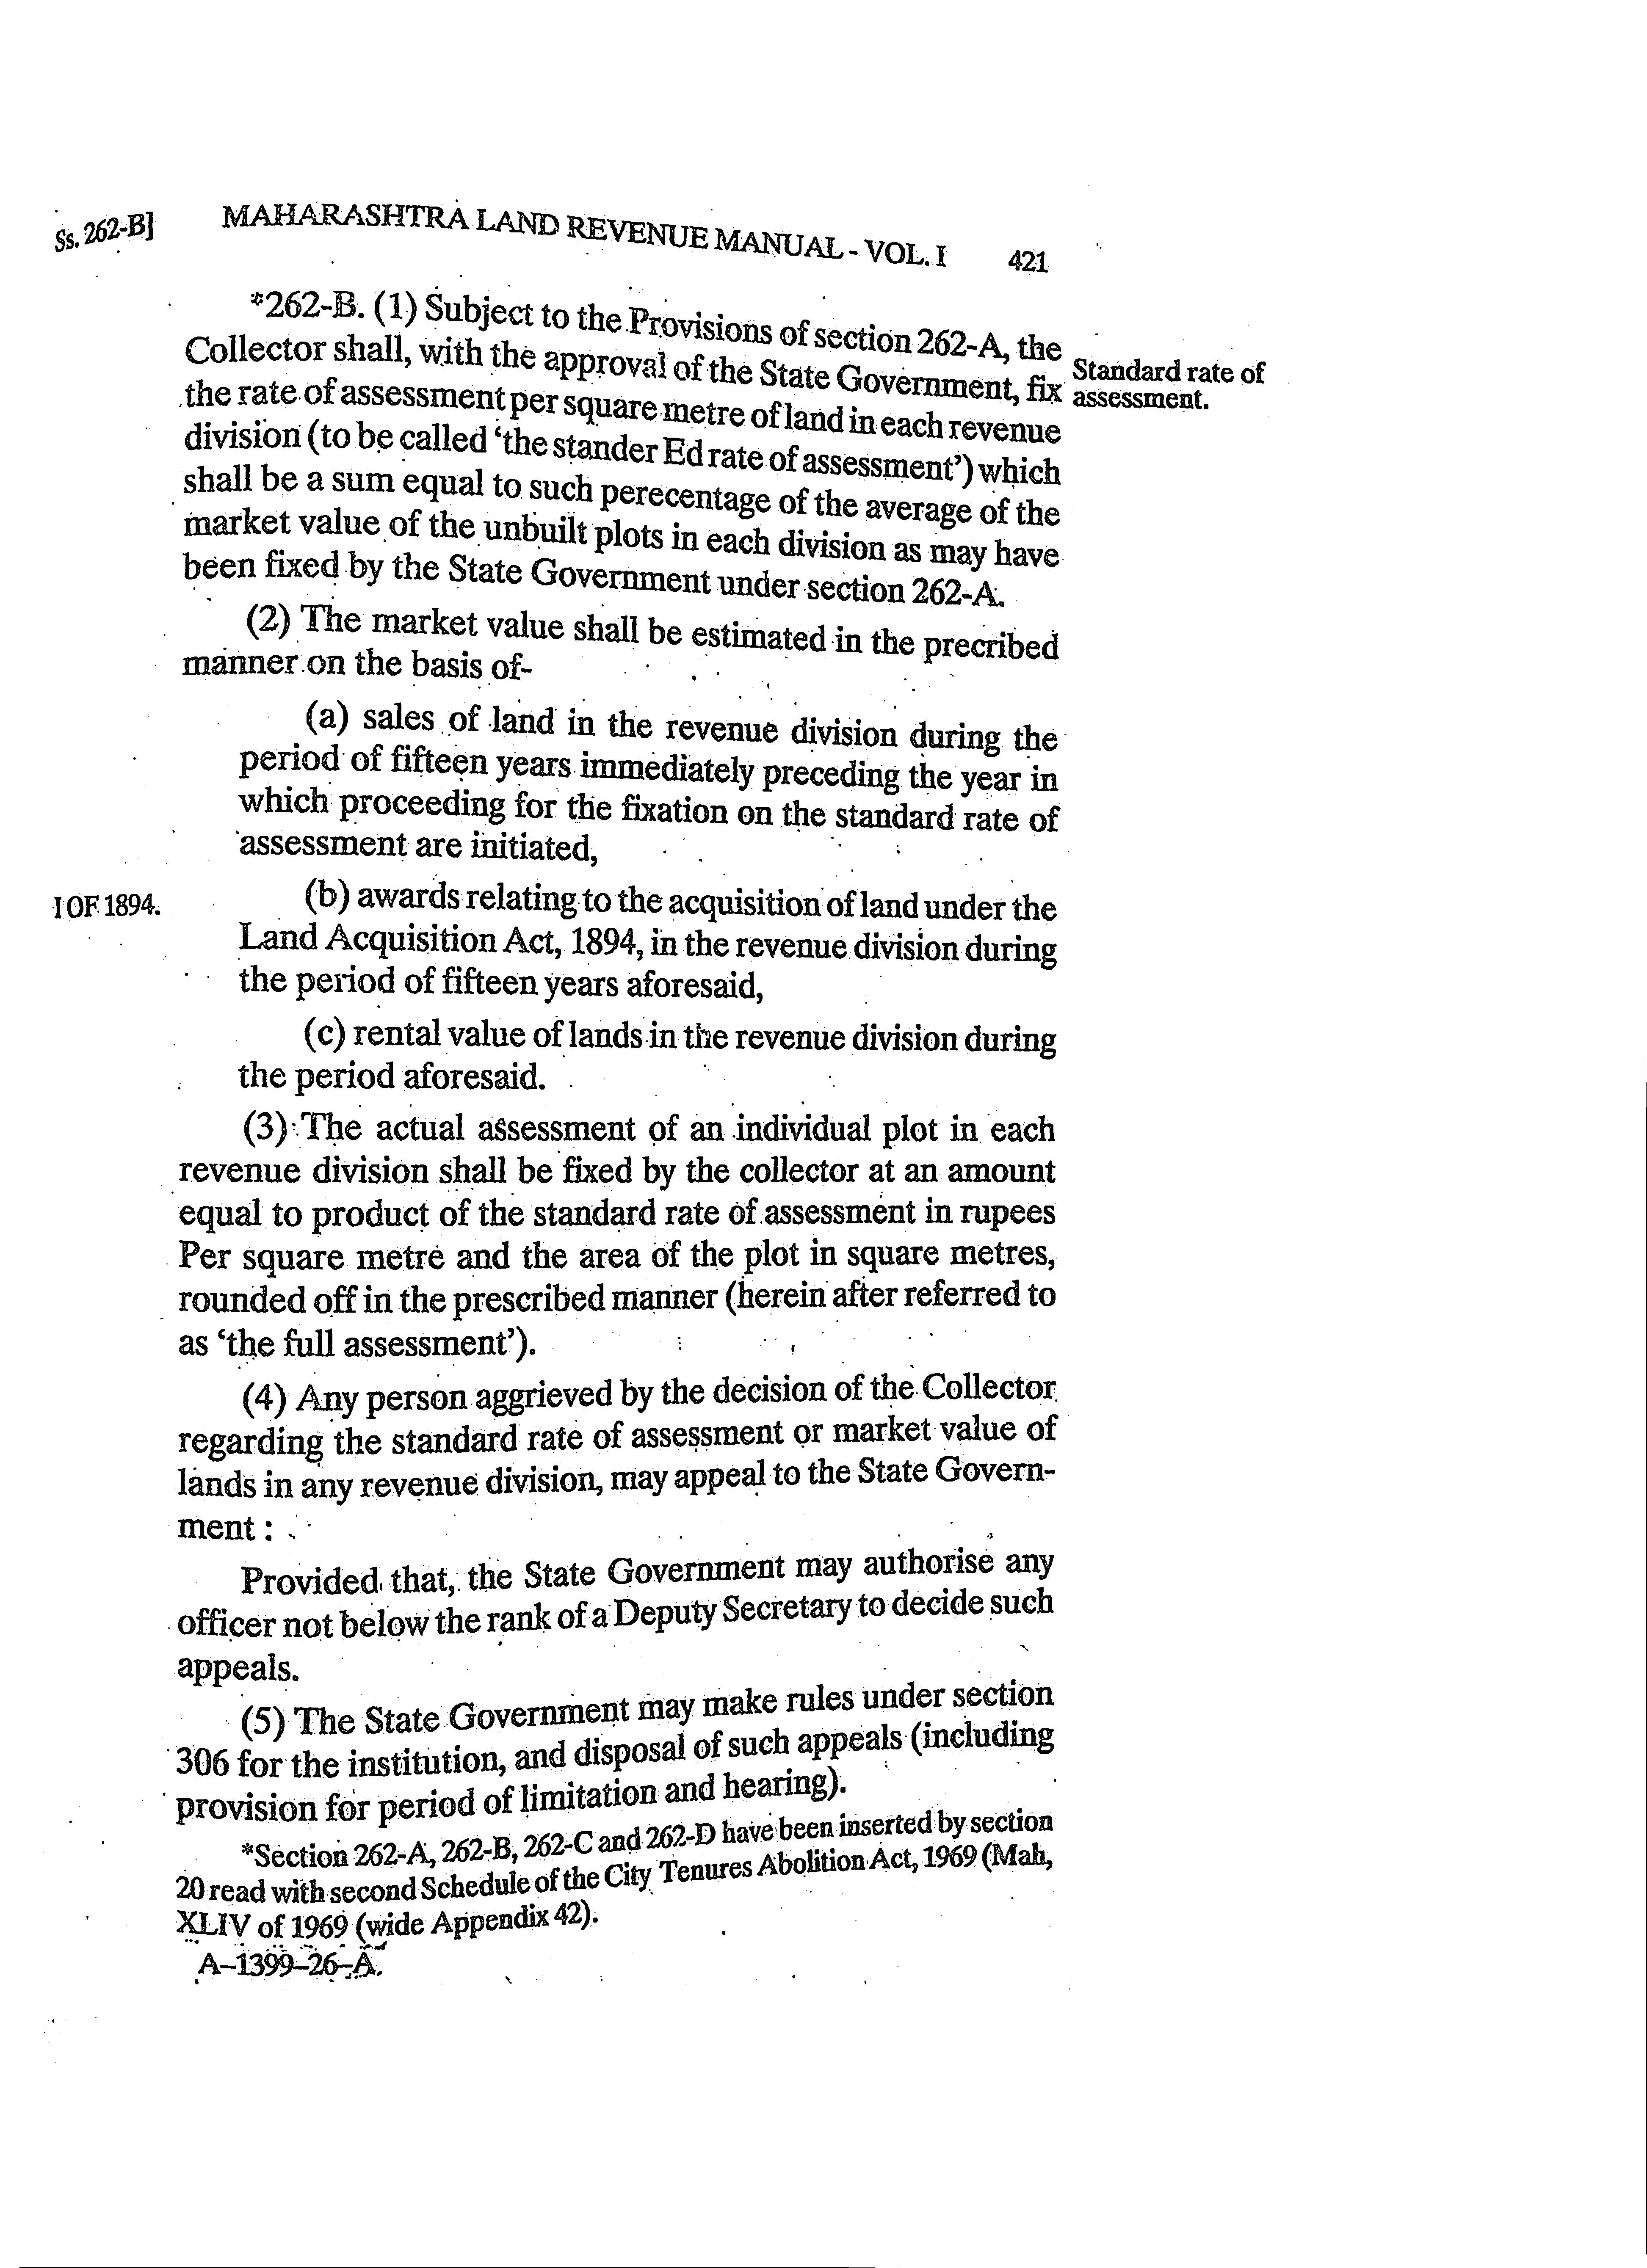 Ss. 262-B] MAHARASHTRA LAND REVENUE MANUAL - VOL. I 421
*262-B. (1) Subject to the Provisions of section 262-A, the
Collector shall, with the approval of the State Government, fix
the rate of assessment per square metre of land in each revenue
division (to be called ‘the stander Ed rate of assessment’) which
shall be a sum equal to such perecentage of the average of the
market value of the unbuilt plots in each division as may have
been fixed by the State Government under section 262-A.
Standard rate of
assessment.
(2) The market value shall be estimated in the precribed
manner on the basis of-
(a) sales of land in the revenue division during the
period of fifteen years immediately preceding the year in
which proceeding for the fixation on the standard rate of
assessment are initiated,
I OF 1894.
(b) awards relating to the acquisition of land under the
Land Acquisition Act, 1894, in the revenue division during
the period of fifteen years aforesaid,
(c) rental value of lands in the revenue division during
the period aforesaid.
(3) The actual assessment of an individual plot in each
revenue division shall be fixed by the collector at an amount
equal to product of the standard rate of assessment in rupees
Per square metre and the area of the plot in square metres,
rounded off in the prescribed manner (herein after referred to
as ‘the full assessment’).
(4) Any person aggrieved by the decision of the Collector
regarding the standard rate of assessment or market value of
lands in any revenue division, may appeal to the State Govern-
ment :
Provided that, the State Government may authorise any
officer not below the rank of a Deputy Secretary to decide such
appeals.
(5) The State Government may make rules under section
306 for the institution, and disposal of such appeals (including
provision for period of limitation and hearing).
*Section 262-A, 262-B, 262-C and 262-D have been inserted by section
20 read with second Schedule of the City Tenures Abolition Act, 1969 (Mah,
XLIV of 1969 (wide Appendix 42).
A–1399–26–A.